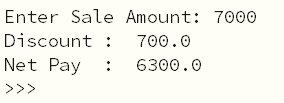 Enter Sale Amount: 7000
Discount :  700.0
Net Pay  :  6300.0
>>>